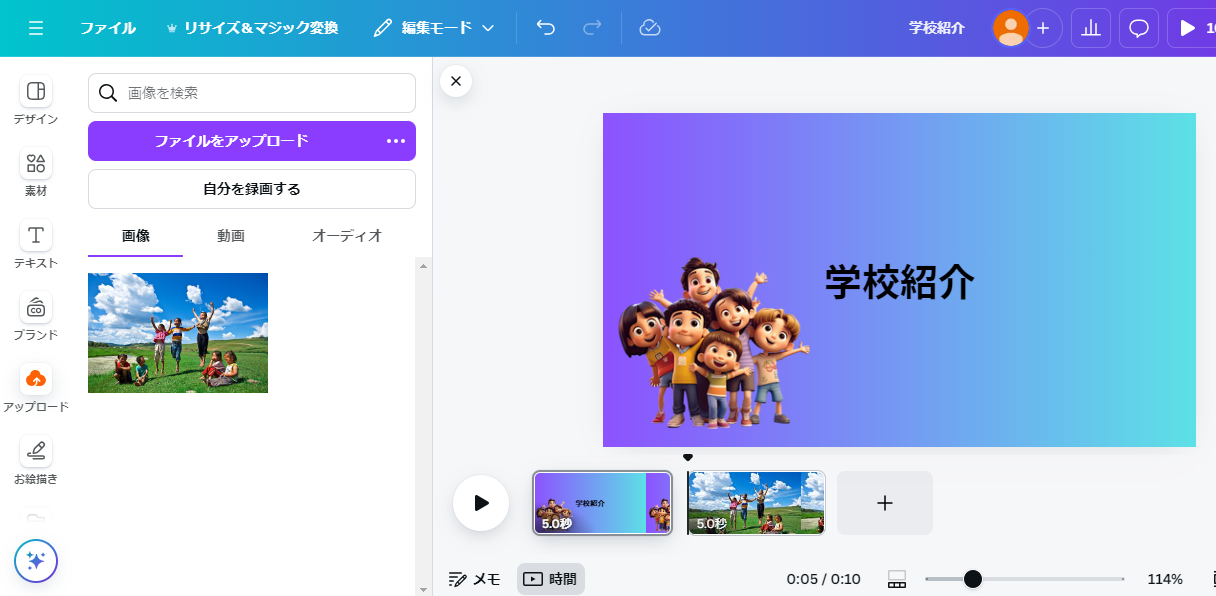 ファイル
リサイズ&マジック変換
編集モード
学校紹介
デザイン
素材
テキスト
ブランド
アップロード
お絵描き
画像を検索
ファイルをアップロード
自分を録画する
画像 動画 オーディオ
学校紹介
学校紹介
5.0秒
5.0秒
メモ
時間
0:05 / 0:10
114%